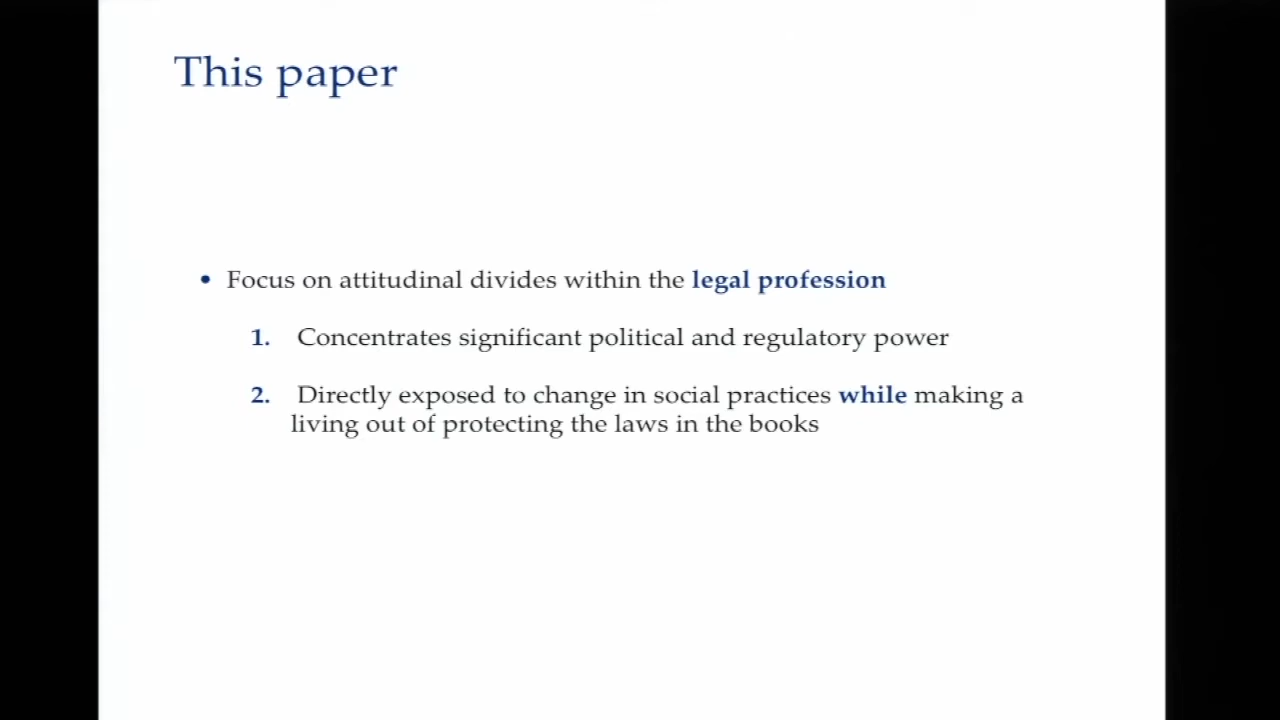 This paper
• Focus on attitudinal divides within the legal profession
1. Concentrates significant political and regulatory power
2. Directly exposed to change in social practices while making a
living out of protecting the laws in the books